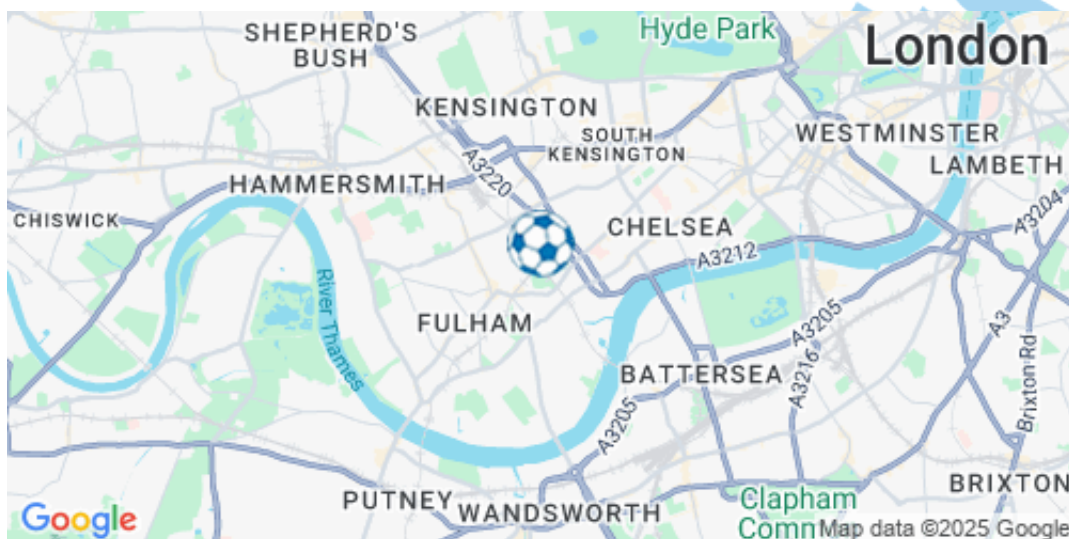 SHEPHERD'S
BUSH
Hyde Park
London
KENSINGTON
SOUTH
KENSINGTON
WESTMINSTER
LAMBETH
A3220
HAMMERSMITH
CHISWICK
CHELSEA
A3204
A3212
River Thames
FULHAM
A3205
A3
BATTERSEA
A3216
Brixton Rd
A3205
PUTNEY
WANDSWORTH
Clapham
Comm
BRIXTON
Google
Map data ©2025 Google